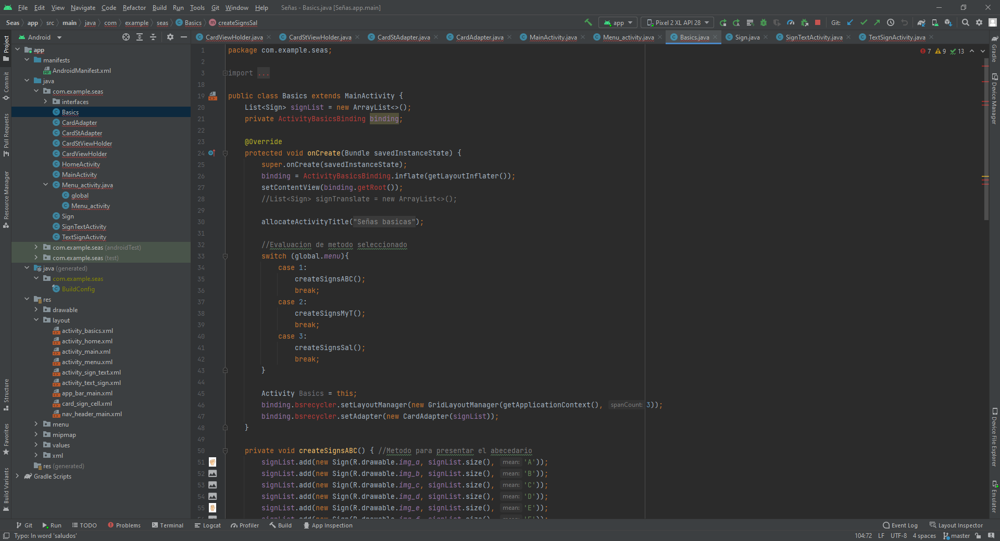 File Edit View Navigate Code Refactor Build Run Tools Git Window Help Señas - Basics.java [Señas.app.main]
Seas app src main java com example seas Basics createSignsSal app Pixel 2 XL API 28 Git:
Android
CardViewHolder.java CardStViewHolder.java CardStAdapter.java CardAdapter.java MainActivity.java Menu_activity.java Basics.java Sign.java SignTextActivity.java TextSignActivity.java
Project
Commit
Pull Requests
Resource Manager
Structure
Favorites
Build Variants
app
manifests
AndroidManifest.xml
java
com.example.seas
interfaces
Basics
CardAdapter
CardStAdapter
CardStViewHolder
CardViewHolder
HomeActivity
MainActivity
Menu_activity.java
global
Menu_activity
Sign
SignTextActivity
TextSignActivity
com.example.seas (androidTest)
com.example.seas (test)
java (generated)
com.example.seas
BuildConfig
res
drawable
layout
activity_basics.xml
activity_home.xml
activity_main.xml
activity_menu.xml
activity_sign_text.xml
activity_text_sign.xml
app_bar_main.xml
card_sign_cell.xml
nav_header_main.xml
menu
mipmap
values
xml
res (generated)
Gradle Scripts
7 9 13
1 package com.example.seas;
2
3 import ...
18
19 public class Basics extends MainActivity {
20 List<Sign> signList = new ArrayList<>();
21 private ActivityBasicsBinding binding;
22
23 @Override
24 protected void onCreate(Bundle savedInstanceState) {
25 super.onCreate(savedInstanceState);
26 binding = ActivityBasicsBinding.inflate(getLayoutInflater());
27 setContentView(binding.getRoot());
28 //List<Sign> signTranslate = new ArrayList<>();
29
30 allocateActivityTitle("Señas basicas");
31
32 //Evaluacion de metodo seleccionado
33 switch (global.menu){
34 case 1:
35 createSignsABC();
36 break;
37 case 2:
38 createSignsMyT();
39 break;
40 case 3:
41 createSignsSal();
42 break;
43 }
44
45 Activity Basics = this;
46 binding.bsrecycler.setLayoutManager(new GridLayoutManager(getApplicationContext(), spanCount: 3));
47 binding.bsrecycler.setAdapter(new CardAdapter(signList));
48 }
49
50 private void createSignsABC() { //Metodo para presentar el abecedario
51 signList.add(new Sign(R.drawable.img_a, signList.size(), mean: 'A'));
52 signList.add(new Sign(R.drawable.img_b, signList.size(), mean: 'B'));
53 signList.add(new Sign(R.drawable.img_c, signList.size(), mean: 'C'));
54 signList.add(new Sign(R.drawable.img_d, signList.size(), mean: 'D'));
55 signList.add(new Sign(R.drawable.img_e, signList.size(), mean: 'E'));
Gradle
Device Manager
Device File Explorer
Emulator
Git Run TODO Problems Terminal Logcat Profiler Build App Inspection Event Log Layout Inspector
Typo: In word 'saludos' 104:72 LF UTF-8 4 spaces master